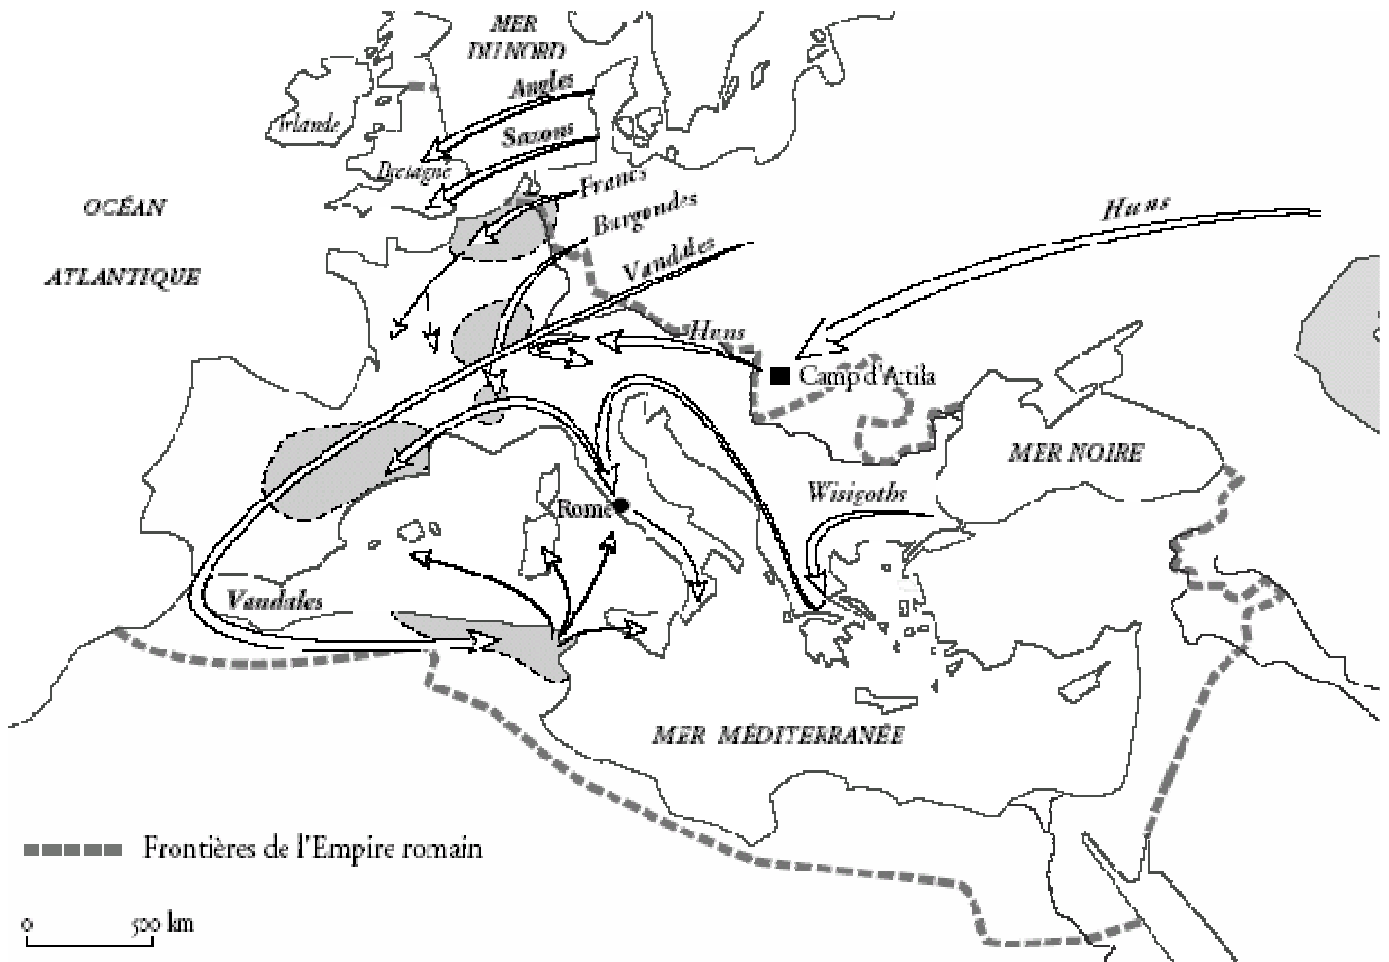 MER
DU NORD
Angles
Irlande
Saxons
Bretagne
Francs
OCÉAN
Burgondes
Huns
Vandales
ATLANTIQUE
Huns
Camp d'Attila
MER NOIRE
Wisigoths
Rome
Vandales
MER MÉDITERRANÉE
Frontières de l'Empire romain
0 500 km